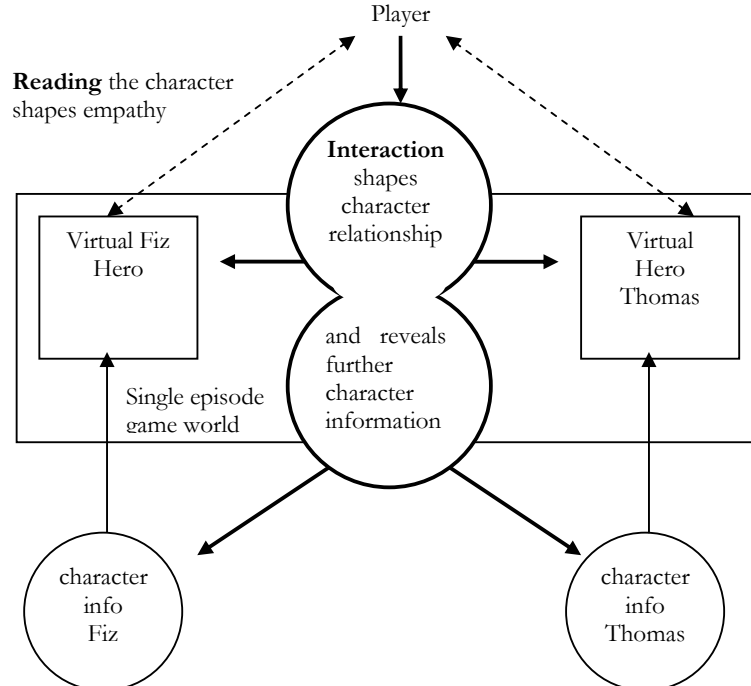 Player
Reading the character
shapes empathy
Interaction
shapes
character
relationship
Virtual Fiz
Hero
Virtual
Hero
Thomas
and reveals
further
character
information
Single episode
game world
character
info
Fiz
character
info
Thomas